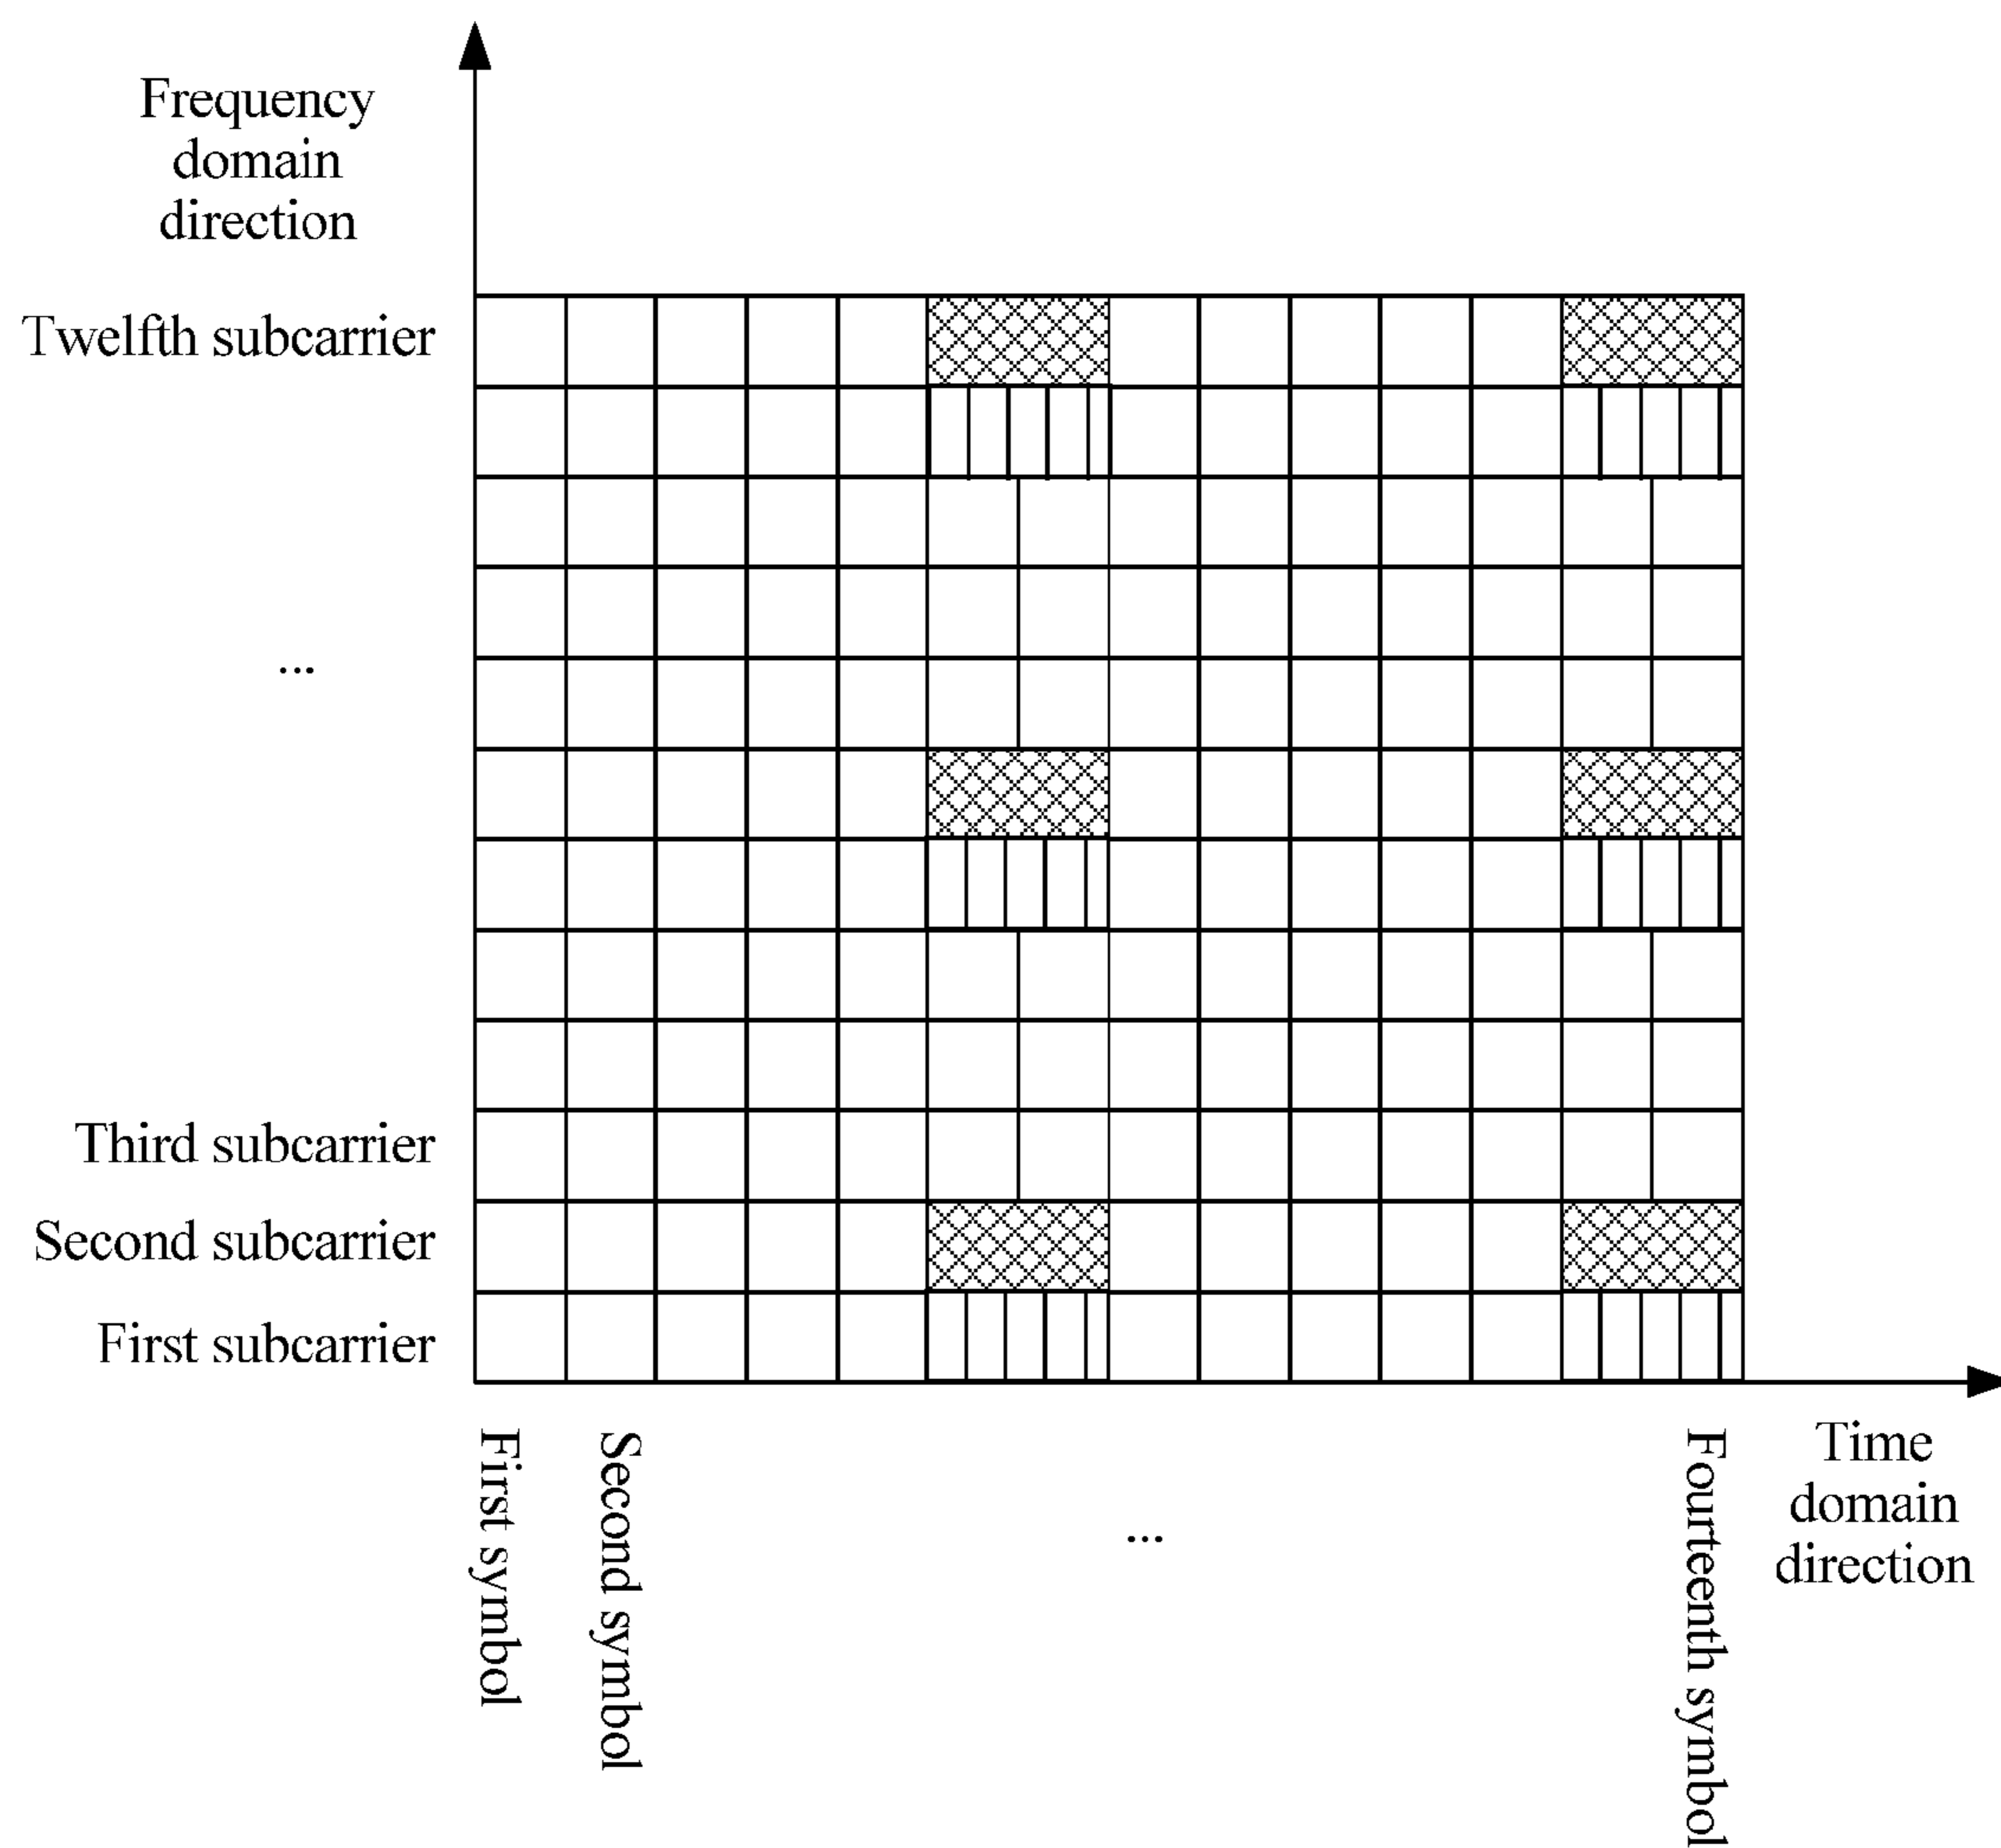 Frequency
domain
direction
Twelfth subcarrier
...
Third subcarrier
Second subcarrier
First subcarrier
First symbol
Second symbol
...
Fourteenth symbol
Time
domain
direction